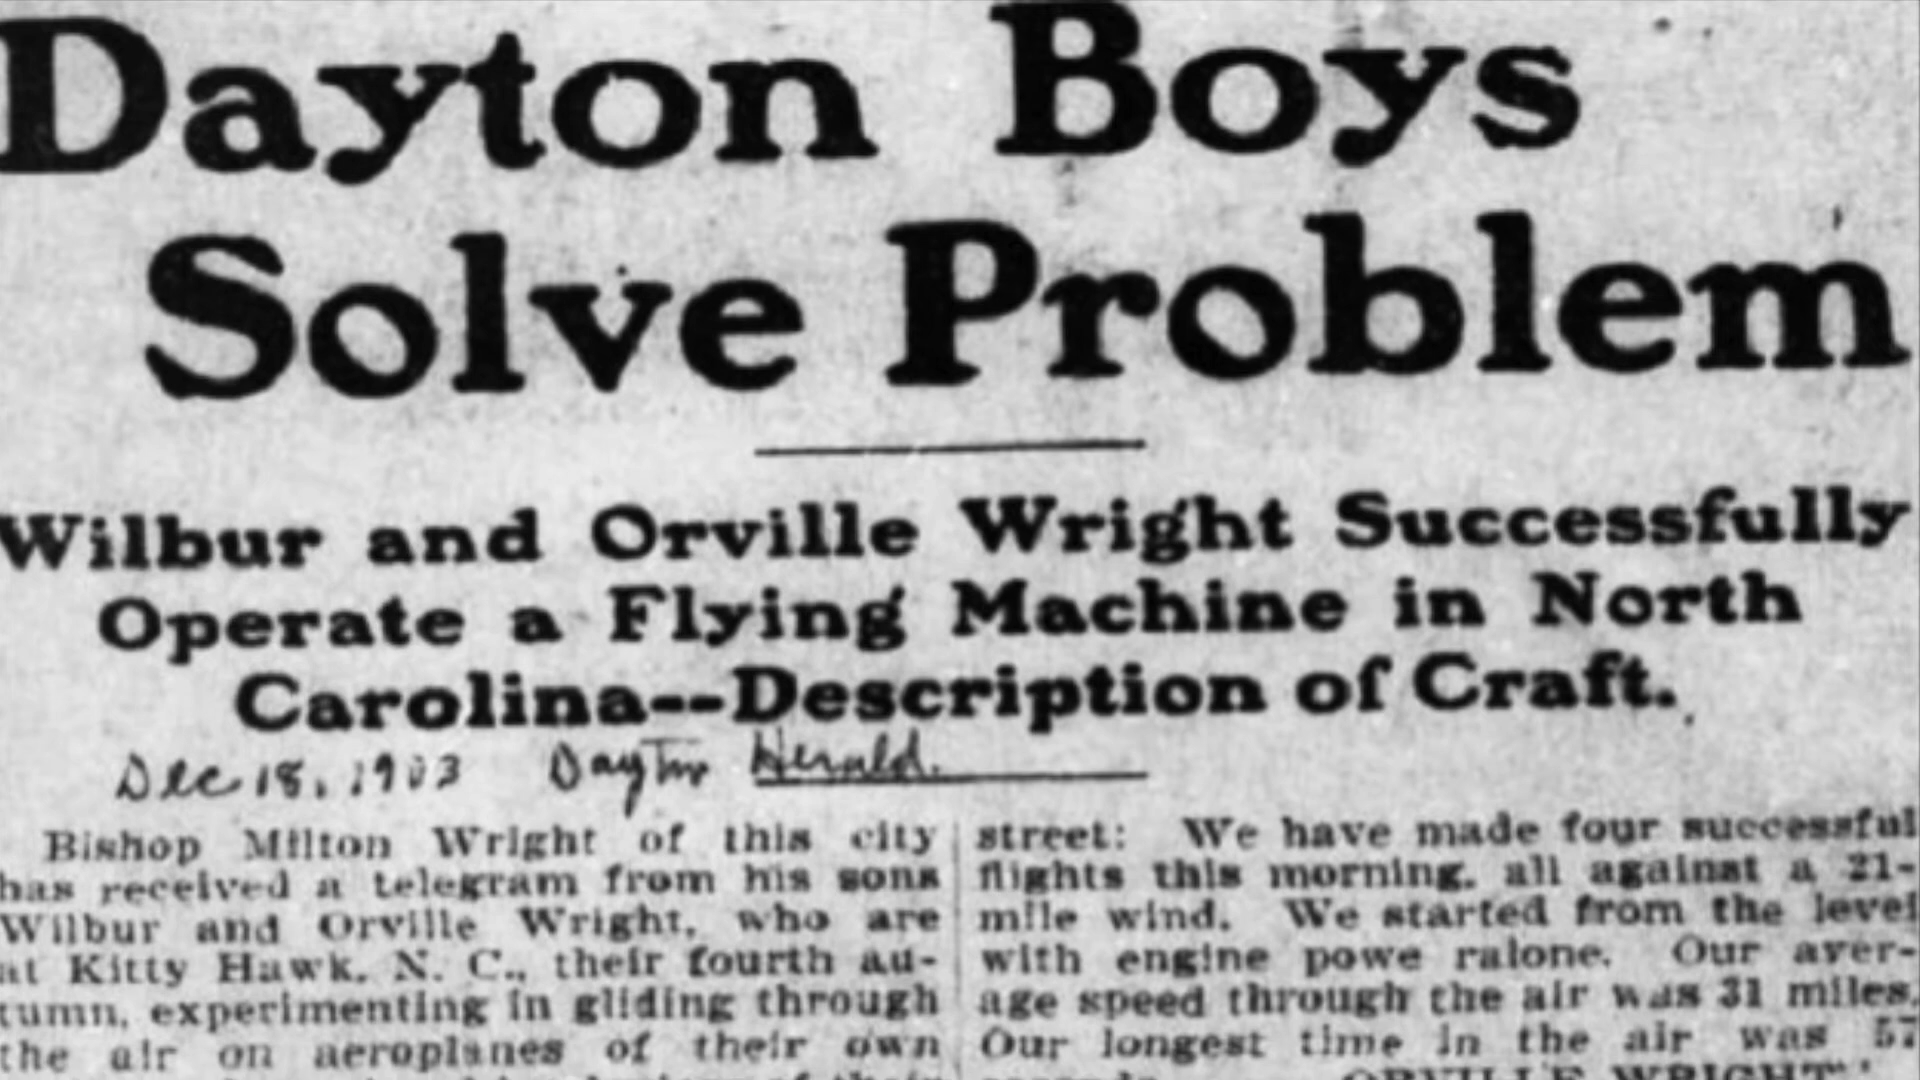 Dayton Boys
Solve Problem
Wilbur and Orville Wright Successfully
Operate a Flying Machine in North
Carolina--Description of Craft.
Dec 18, 1903 Dayton Herald.
Bishop Milton Wright of this city
has received a telegram from his sons
Wilbur and Orville Wright, who are
at Kitty Hawk, N. C., their fourth au-
tumn, experimenting in gliding through
the air on aeroplanes of their own
street: We have made four successful
flights this morning, all against a 21-
mile wind. We started from the level
with engine powe ralone. Our aver-
age speed through the air was 31 miles.
Our longest time in the air was 57
ORVILLE WRIGHT"